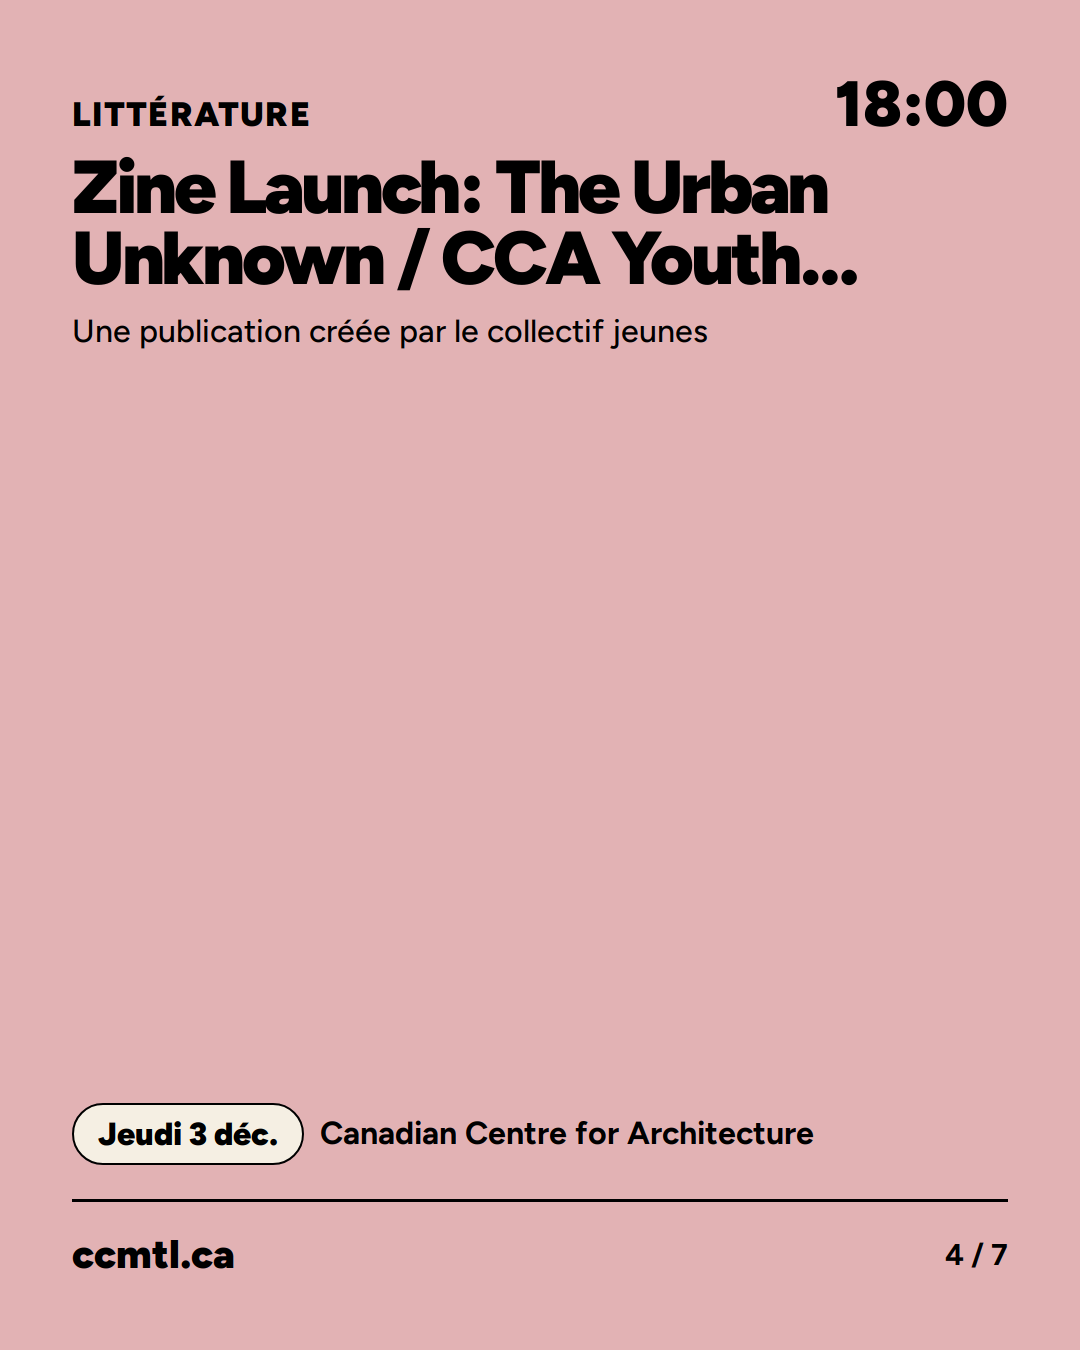 LITTÉRATURE
18:00
Zine Launch: The Urban
Unknown / CCA Youth...
Une publication créée par le collectif jeunes
Jeudi 3 déc.
Canadian Centre for Architecture
ccmtl.ca
4 / 7